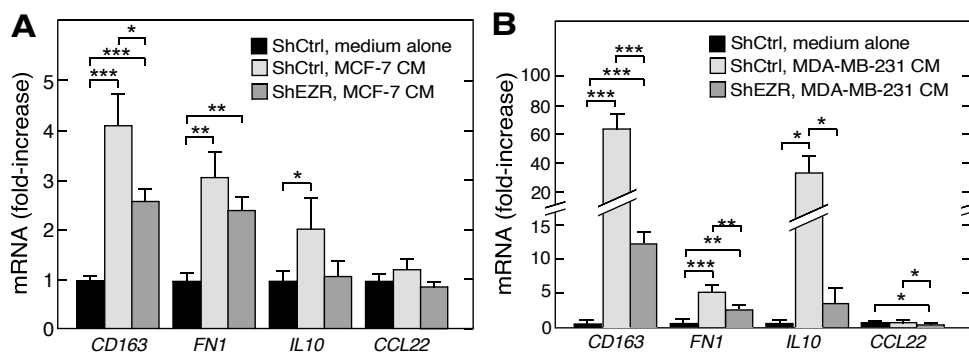 A
ShCtrl, medium alone
ShCtrl, MCF-7 CM
ShEZR, MCF-7 CM
mRNA (fold-increase)
5
4
3
2
1
0
*
***
***
**
**
*
CD163 FN1 IL10 CCL22
B
ShCtrl, medium alone
ShCtrl, MDA-MB-231 CM
ShEZR, MDA-MB-231 CM
mRNA (fold-increase)
100
80
60
40
20
15
10
5
0
***
***
***
**
**
***
*
*
*
*
CD163 FN1 IL10 CCL22